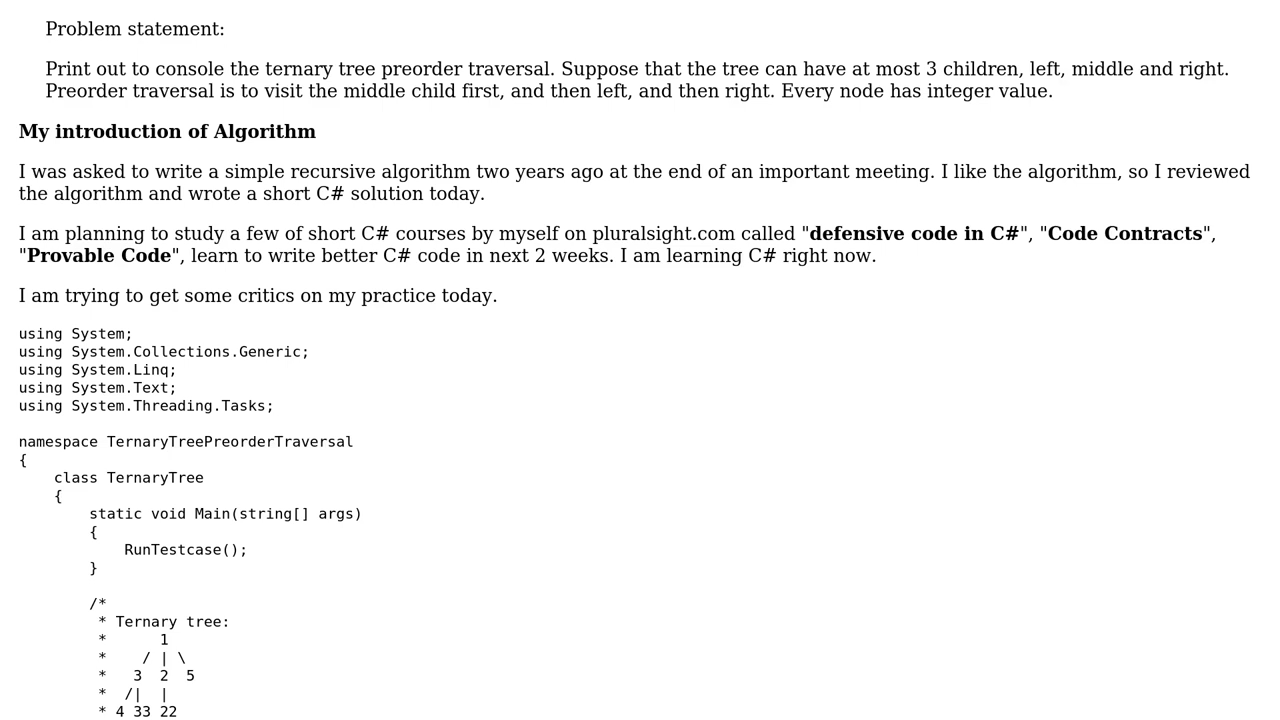 Problem statement:
Print out to console the ternary tree preorder traversal. Suppose that the tree can have at most 3 children, left, middle and right.
Preorder traversal is to visit the middle child first, and then left, and then right. Every node has integer value.
My introduction of Algorithm
I was asked to write a simple recursive algorithm two years ago at the end of an important meeting. I like the algorithm, so I reviewed
the algorithm and wrote a short C# solution today.
I am planning to study a few of short C# courses by myself on pluralsight.com called "defensive code in C#", "Code Contracts",
"Provable Code", learn to write better C# code in next 2 weeks. I am learning C# right now.
I am trying to get some critics on my practice today.
using System;
using System.Collections.Generic;
using System.Linq;
using System.Text;
using System.Threading.Tasks;
namespace TernaryTreePreorderTraversal
{
    class TernaryTree
    {
        static void Main(string[] args)
        {
            RunTestcase();
        }
        /*
         * Ternary tree:
         *      1
         *    / | \
         *   3  2  5
         *  /|  |
         * 4 33 22